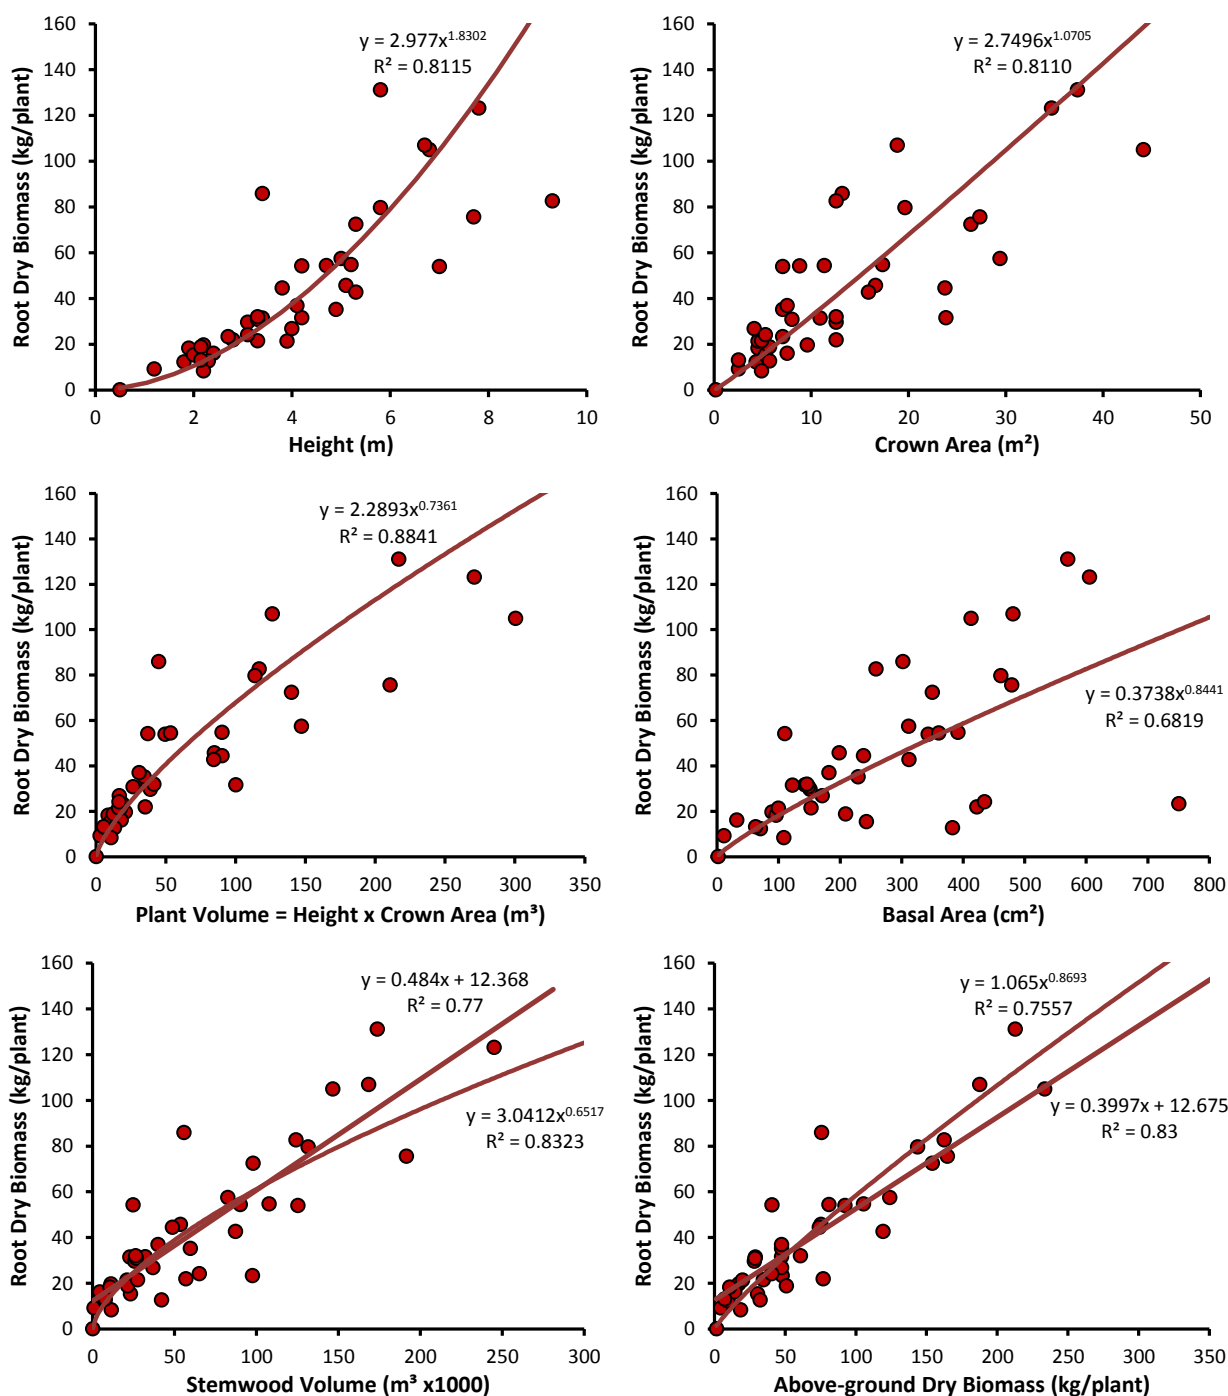 160
140
120
100
80
60
40
20
0
Root Dry Biomass (kg/plant)
y = 2.977x^1.8302
R² = 0.8115
0 2 4 6 8 10
Height (m)
160
140
120
100
80
60
40
20
0
Root Dry Biomass (kg/plant)
y = 2.7496x^1.0705
R² = 0.8110
0 10 20 30 40 50
Crown Area (m²)
160
140
120
100
80
60
40
20
0
Root Dry Biomass (kg/plant)
y = 2.2893x^0.7361
R² = 0.8841
0 50 100 150 200 250 300 350
Plant Volume = Height x Crown Area (m³)
160
140
120
100
80
60
40
20
0
Root Dry Biomass (kg/plant)
y = 0.3738x^0.8441
R² = 0.6819
0 100 200 300 400 500 600 700 800
Basal Area (cm²)
160
140
120
100
80
60
40
20
0
Root Dry Biomass (kg/plant)
y = 0.484x + 12.368
R² = 0.77
y = 3.0412x^0.6517
R² = 0.8323
0 50 100 150 200 250 300
Stemwood Volume (m³ x1000)
160
140
120
100
80
60
40
20
0
Root Dry Biomass (kg/plant)
y = 1.065x^0.8693
R² = 0.7557
y = 0.3997x + 12.675
R² = 0.83
0 50 100 150 200 250 300 350
Above-ground Dry Biomass (kg/plant)